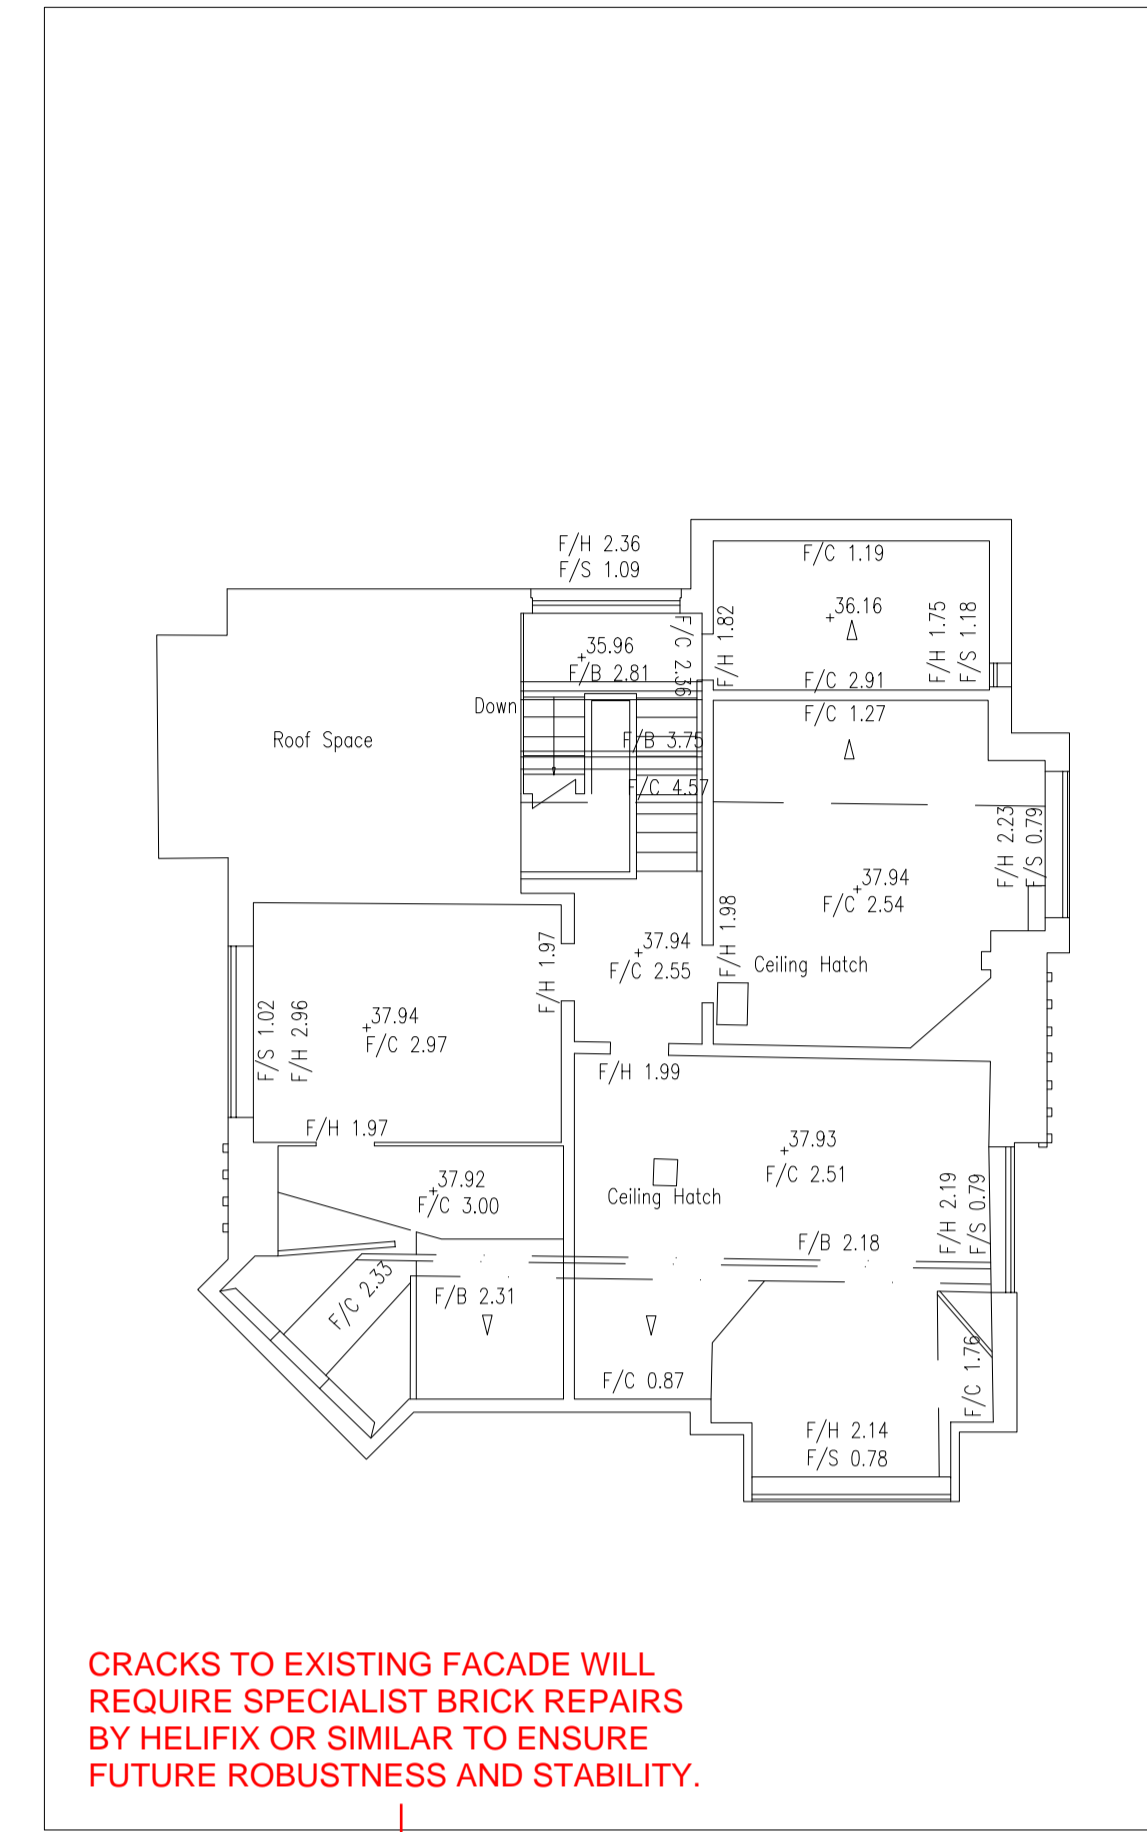 F/H 2.36
F/S 1.09
F/C 1.19
36.16
F/H 1.82
F/H 1.75
F/S 1.18
F/C 2.36
35.96
F/B 2.81
F/C 2.91
F/C 1.27
Down
Roof Space
F/B 3.75
F/C 4.57
F/H 2.23
F/S 0.79
37.94
F/C 2.54
F/H 1.98
Ceiling Hatch
37.94
F/C 2.55
F/H 1.97
37.94
F/C 2.97
F/S 1.02
F/H 2.96
F/H 1.99
F/H 1.97
37.93
F/C 2.51
37.92
F/C 3.00
Ceiling Hatch
F/H 2.19
F/S 0.79
F/B 2.18
F/C 2.33
F/B 2.31
F/C 0.87
F/C 1.76
F/H 2.14
F/S 0.78
CRACKS TO EXISTING FACADE WILL
REQUIRE SPECIALIST BRICK REPAIRS
BY HELIFIX OR SIMILAR TO ENSURE
FUTURE ROBUSTNESS AND STABILITY.